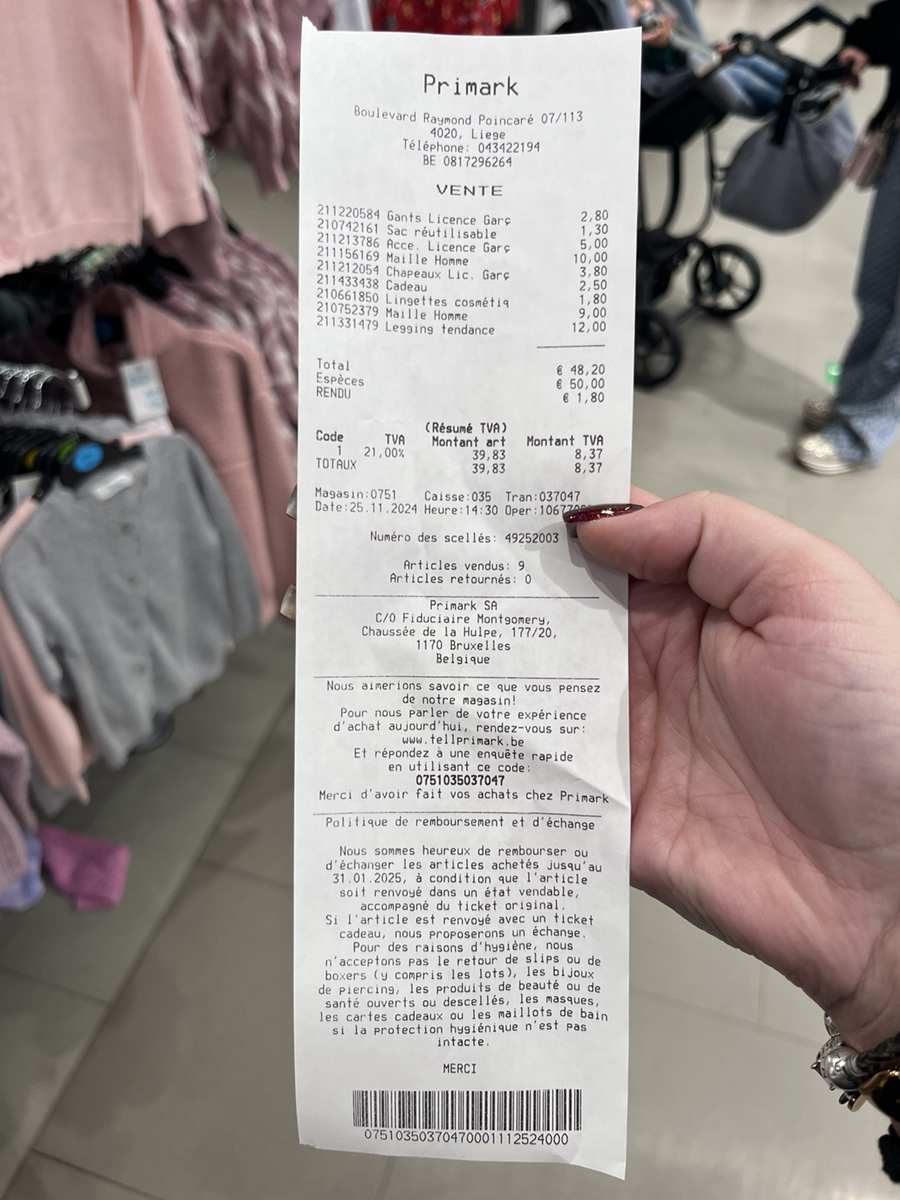 Primark
Boulevard Raymond Poincaré 07/113
4020, Liege
Téléphone: 043422194
BE 0817296264
VENTE
211220584 Gants Licence Garç 2,80
210742161 Sac réutilisable 1,30
211213786 Acce. Licence Garç 5,00
211156169 Maille Homme 10,00
211212054 Chapeaux Lic. Garç 3,80
211433438 Cadeau 2,50
210661850 Lingettes cosmétiq 1,80
210752379 Maille Homme 9,00
211331479 Legging tendance 12,00
Total € 48,20
Espèces € 50,00
RENDU € 1,80
(Résumé TVA)
Code TVA Montant art Montant TVA
1 21,00% 39,83 8,37
TOTAUX 39,83 8,37
Magasin:0751 Caisse:035 Tran:037047
Date:25.11.2024 Heure:14:30 Oper:
Numéro des scellés: 49252003
Articles vendus: 9
Articles retournés: 0
Primark SA
C/O Fiduciaire Montgomery,
Chaussée de la Hulpe, 177/20,
1170 Bruxelles
Belgique
Nous aimerions savoir ce que vous pensez
de notre magasin!
Pour nous parler de votre expérience
d'achat aujourd'hui, rendez-vous sur:
www.tellprimark.be
Et répondez à une enquête rapide
en utilisant ce code:
0751035037047
Merci d'avoir fait vos achats chez Primark
Politique de remboursement et d'échange
Nous sommes heureux de rembourser ou
d'échanger les articles achetés jusqu'au
31.01.2025, à condition que l'article
soit renvoyé dans un état vendable,
accompagné du ticket original.
Si l'article est renvoyé avec un ticket
cadeau, nous proposerons un échange.
Pour des raisons d'hygiène, nous
n'acceptons pas le retour de slips ou de
boxers (y compris les lots), les bijoux
de piercing, les produits de beauté ou de
santé ouverts ou descellés, les masques,
les cartes cadeaux ou les maillots de bain
si la protection hygiénique n'est pas
intacte.
MERCI
07510350370470001112524000